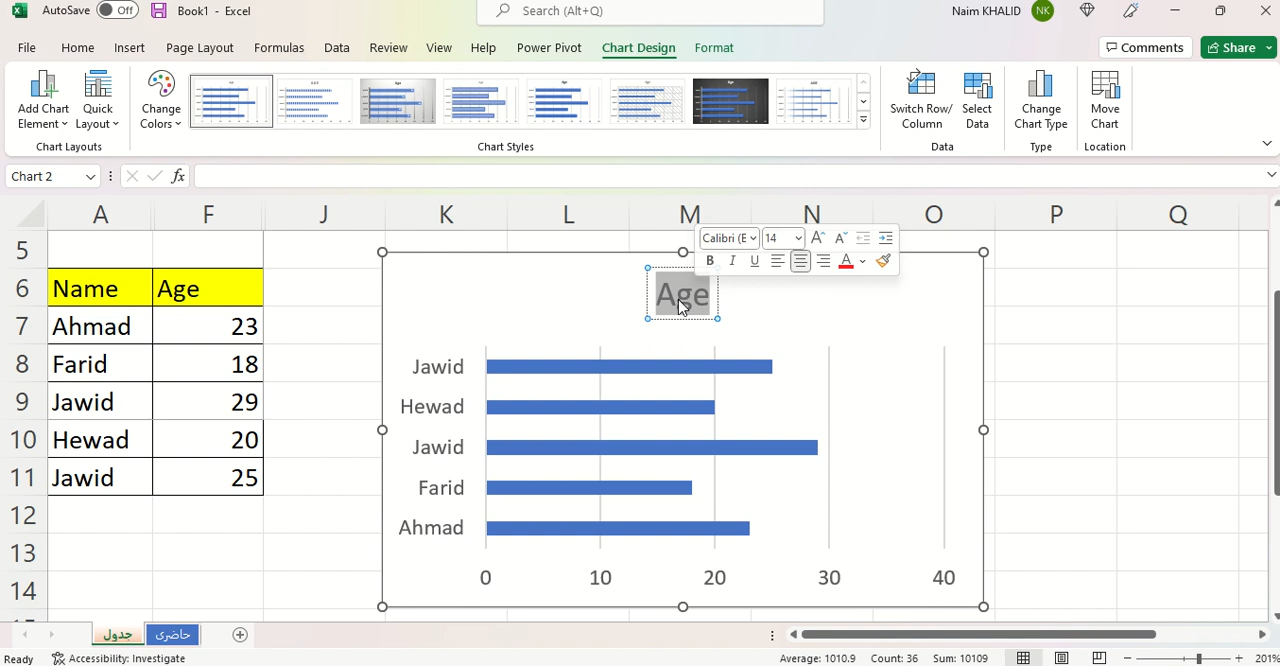 AutoSave Off Book1 - Excel Search (Alt+Q) Naim KHALID NK
File Home Insert Page Layout Formulas Data Review View Help Power Pivot Chart Design Format Comments Share
Add Chart Element Quick Layout Change Colors Switch Row/ Column Select Data Change Chart Type Move Chart
Chart Layouts Chart Styles Data Type Location
Chart 2 fx
A F J K L M N O P Q
Calibri (E 14
B I U A
5
6 Name Age
7 Ahmad 23
8 Farid 18
9 Jawid 29
10 Hewad 20
11 Jawid 25
12
13
14
Age
Jawid
Hewad
Jawid
Farid
Ahmad
0 10 20 30 40
جدول حاضری
Ready Accessibility: Investigate Average: 1010.9 Count: 36 Sum: 10109 201%